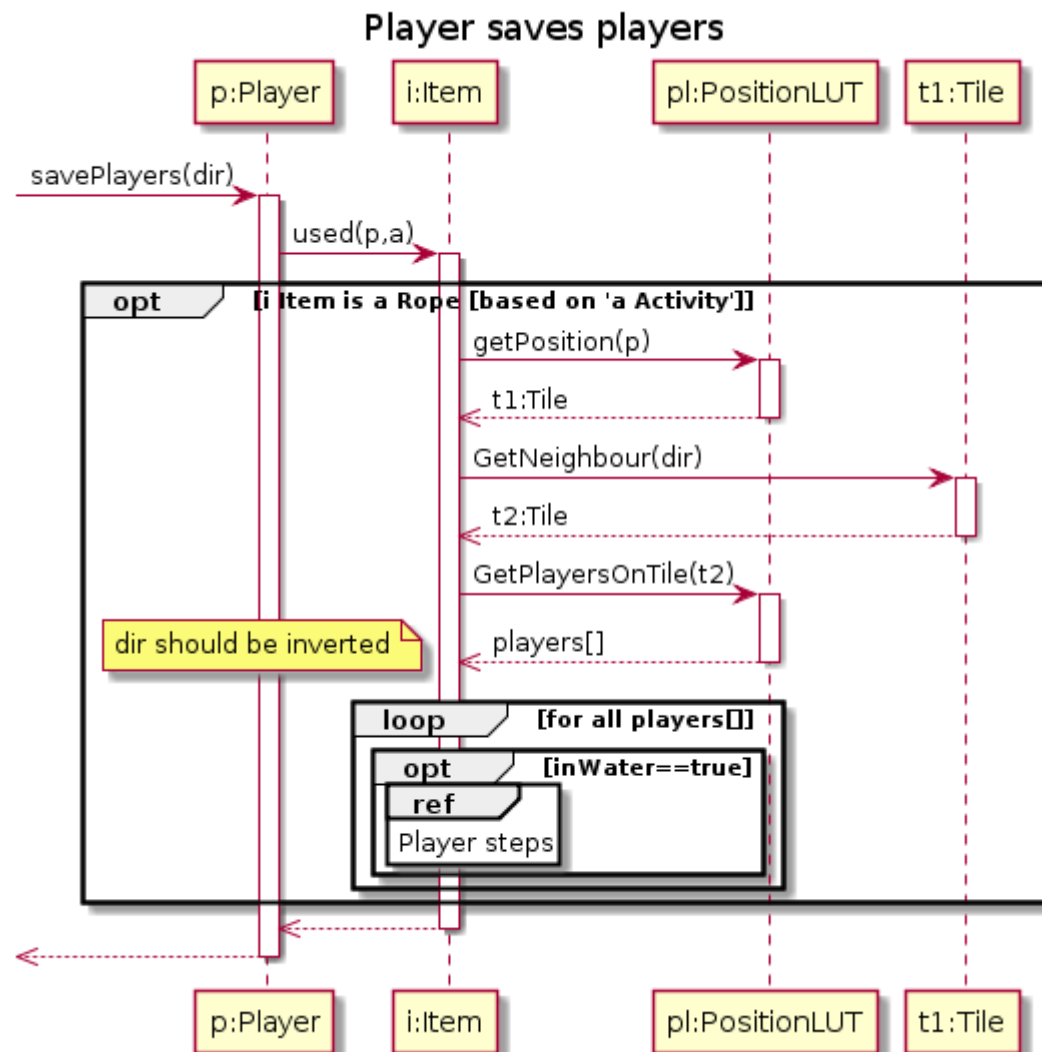 Player saves players
p:Player i:Item pl:PositionLUT t1:Tile
savePlayers(dir)
used(p,a)
opt [i Item is a Rope [based on 'a Activity']]
getPosition(p)
t1:Tile
GetNeighbour(dir)
t2:Tile
GetPlayersOnTile(t2)
dir should be inverted
players[]
loop [for all players[]]
opt [inWater==true]
ref
Player steps
p:Player i:Item pl:PositionLUT t1:Tile